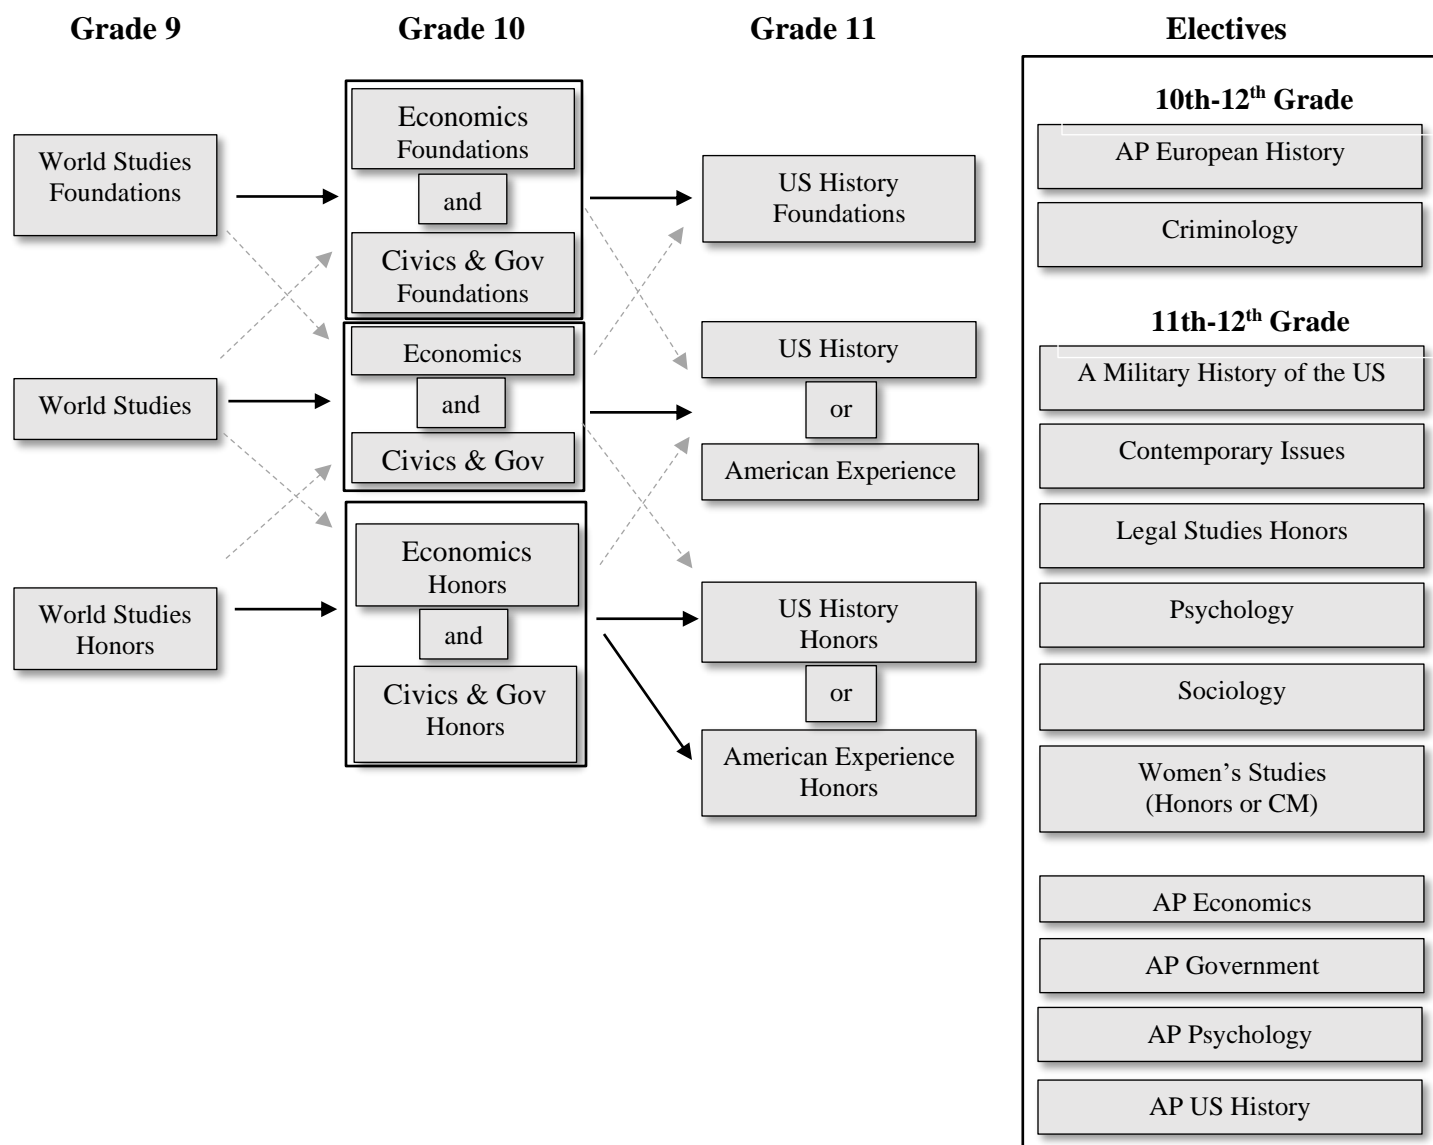 Grade 9
Grade 10
Grade 11
Electives
World Studies
Foundations
World Studies
World Studies
Honors
Economics
Foundations
and
Civics & Gov
Foundations
Economics
and
Civics & Gov
Economics
Honors
and
Civics & Gov
Honors
US History
Foundations
US History
or
American Experience
US History
Honors
or
American Experience
Honors
10th-12th Grade
AP European History
Criminology
11th-12th Grade
A Military History of the US
Contemporary Issues
Legal Studies Honors
Psychology
Sociology
Women’s Studies
(Honors or CM)
AP Economics
AP Government
AP Psychology
AP US History